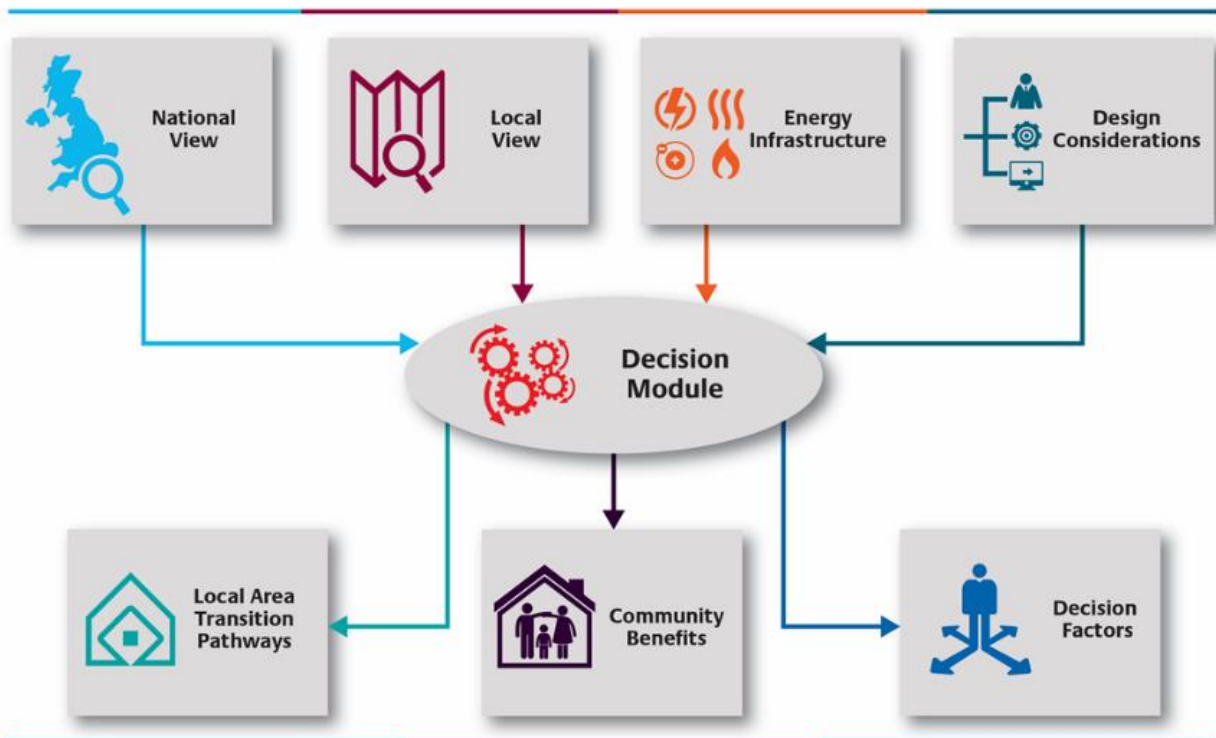 National
View
Local
View
Energy
Infrastructure
Design
Considerations
Decision
Module
Local Area
Transition
Pathways
Community
Benefits
Decision
Factors